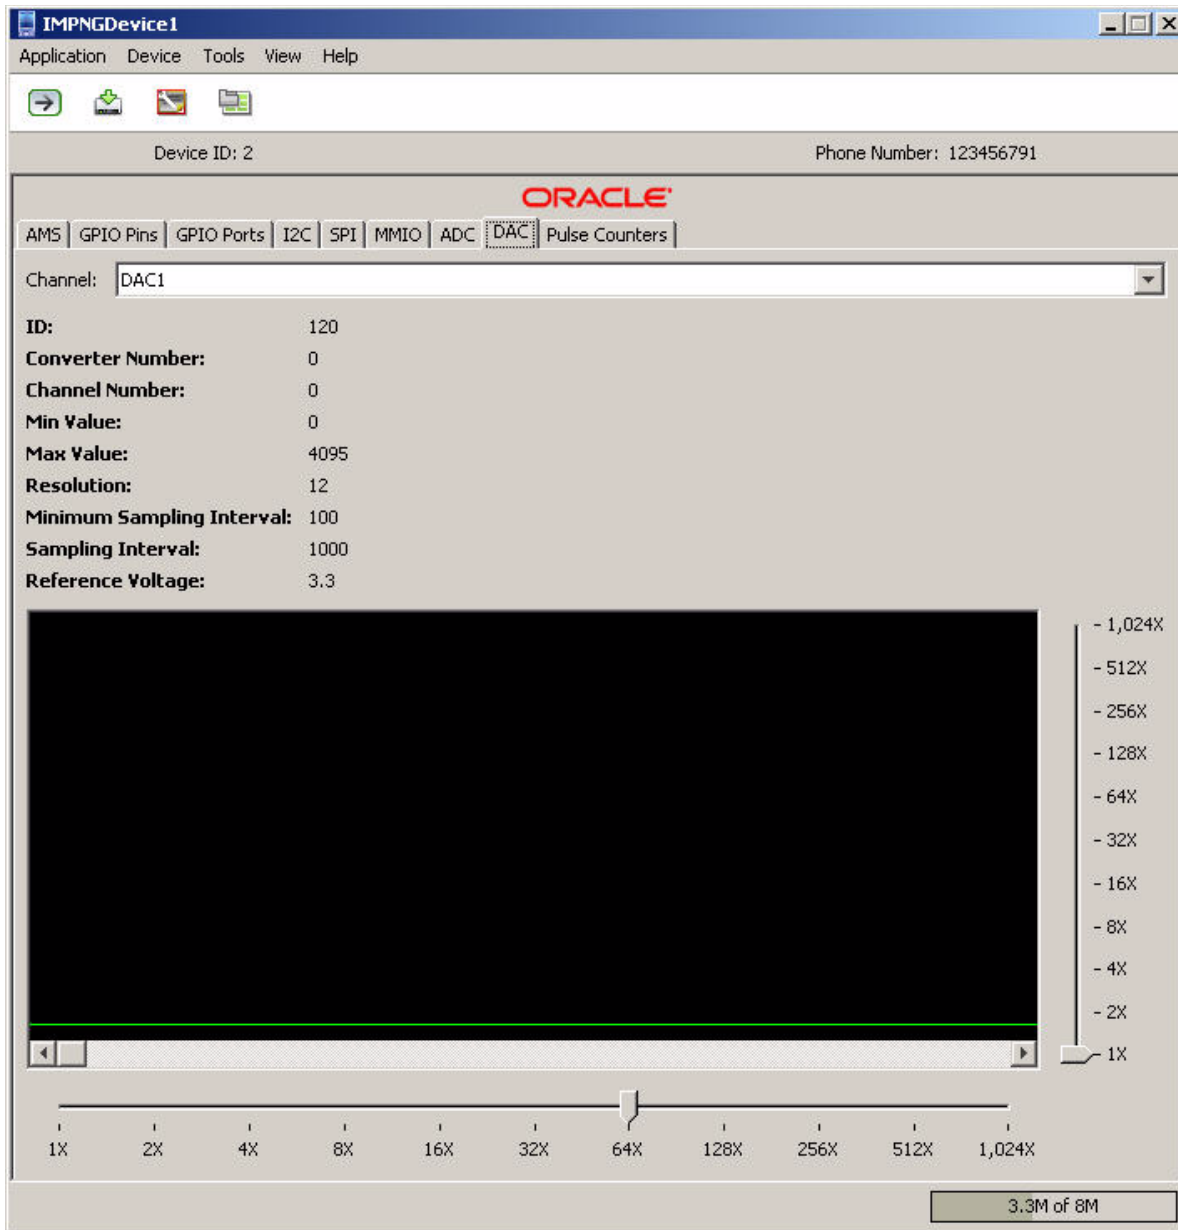 IMPNGDevice1
Application Device Tools View Help
Device ID: 2 Phone Number: 123456791
ORACLE
AMS GPIO Pins GPIO Ports I2C SPI MMIO ADC DAC Pulse Counters
Channel: DAC1
ID: 120
Converter Number: 0
Channel Number: 0
Min Value: 0
Max Value: 4095
Resolution: 12
Minimum Sampling Interval: 100
Sampling Interval: 1000
Reference Voltage: 3.3
- 1,024X
- 512X
- 256X
- 128X
- 64X
- 32X
- 16X
- 8X
- 4X
- 2X
- 1X
1X 2X 4X 8X 16X 32X 64X 128X 256X 512X 1,024X
3.3M of 8M